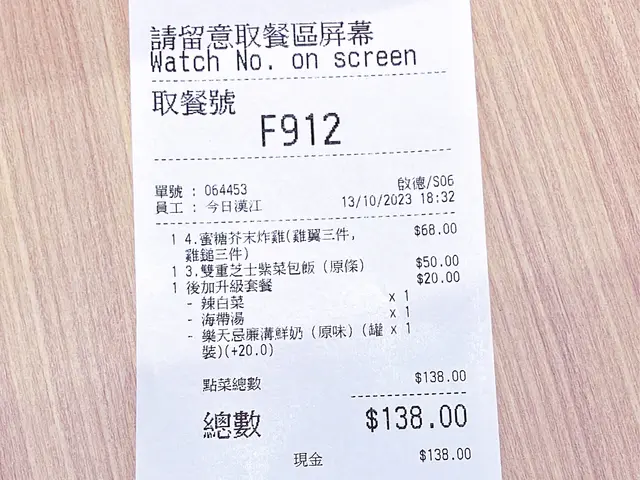 請留意取餐區屏幕
Watch No. on screen
取餐號
F912
單號 : 064453 啟德/S06
員工 : 今日漢江 13/10/2023 18:32
1 4.蜜糖芥末炸雞(雞翼三件, $68.00
雞鎚三件)
1 3.雙重芝士紫菜包飯（原條） $50.00
1 後加升級套餐 $20.00
- 辣白菜 x 1
- 海帶湯 x 1
- 樂天忌廉溝鮮奶（原味）（罐 x 1
裝)(+20.0)
點菜總數 $138.00
總數 $138.00
現金 $138.00